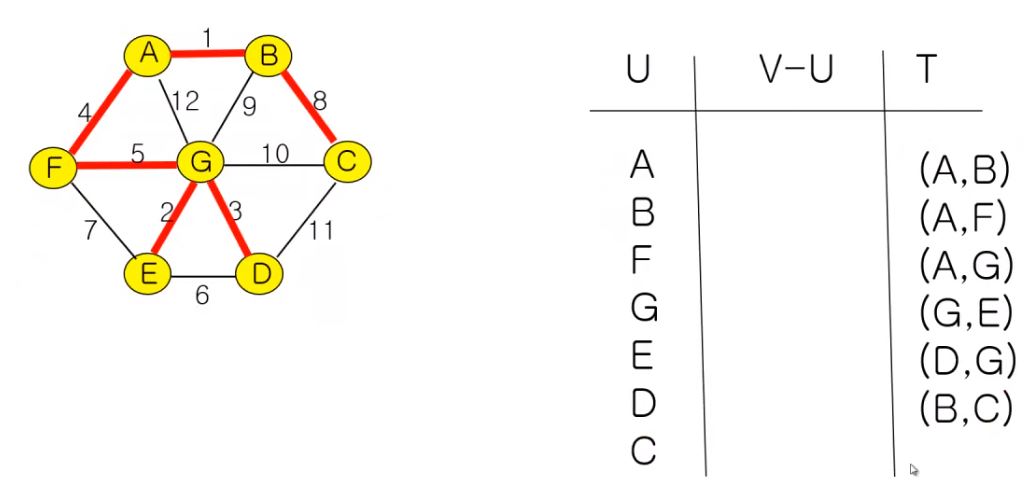 1
A B
4 12 9 8
F 5 G 10 C
7 2 3 11
E D
6
U V-U T
A (A,B)
B (A,F)
F (A,G)
G (G,E)
E (D,G)
D (B,C)
C